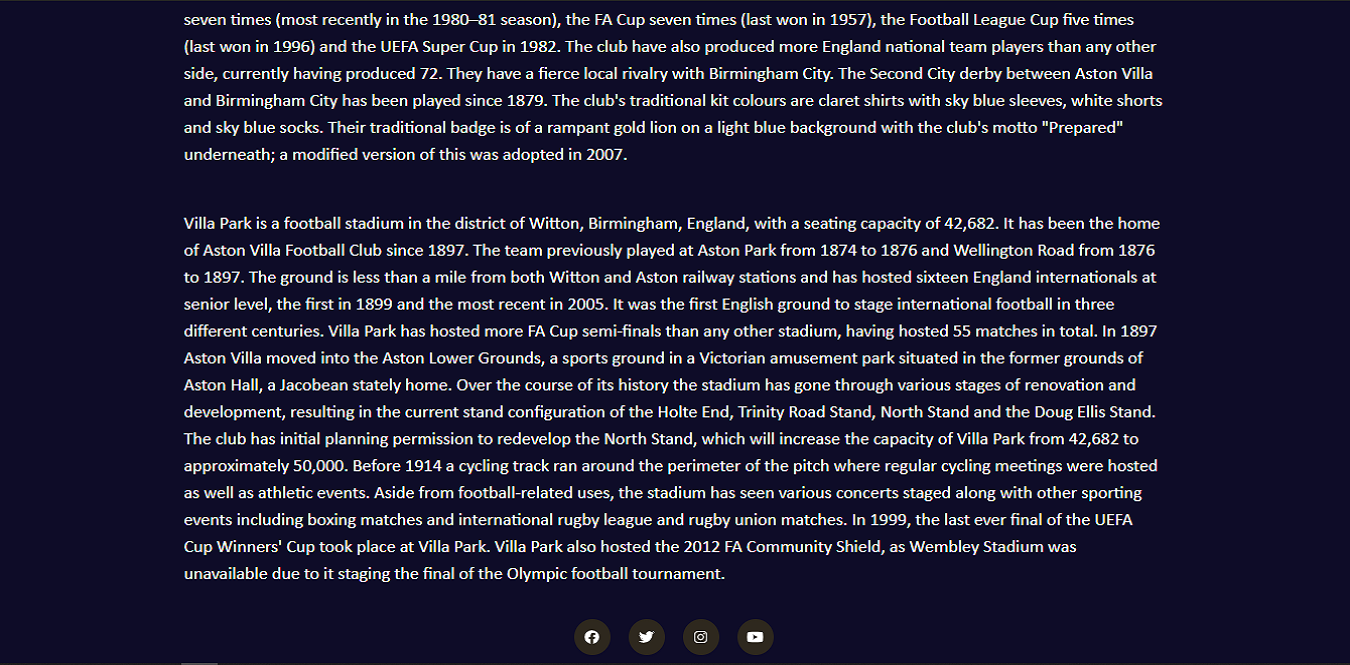 seven times (most recently in the 1980–81 season), the FA Cup seven times (last won in 1957), the Football League Cup five times
(last won in 1996) and the UEFA Super Cup in 1982. The club have also produced more England national team players than any other
side, currently having produced 72. They have a fierce local rivalry with Birmingham City. The Second City derby between Aston Villa
and Birmingham City has been played since 1879. The club's traditional kit colours are claret shirts with sky blue sleeves, white shorts
and sky blue socks. Their traditional badge is of a rampant gold lion on a light blue background with the club's motto "Prepared"
underneath; a modified version of this was adopted in 2007.
Villa Park is a football stadium in the district of Witton, Birmingham, England, with a seating capacity of 42,682. It has been the home
of Aston Villa Football Club since 1897. The team previously played at Aston Park from 1874 to 1876 and Wellington Road from 1876
to 1897. The ground is less than a mile from both Witton and Aston railway stations and has hosted sixteen England internationals at
senior level, the first in 1899 and the most recent in 2005. It was the first English ground to stage international football in three
different centuries. Villa Park has hosted more FA Cup semi-finals than any other stadium, having hosted 55 matches in total. In 1897
Aston Villa moved into the Aston Lower Grounds, a sports ground in a Victorian amusement park situated in the former grounds of
Aston Hall, a Jacobean stately home. Over the course of its history the stadium has gone through various stages of renovation and
development, resulting in the current stand configuration of the Holte End, Trinity Road Stand, North Stand and the Doug Ellis Stand.
The club has initial planning permission to redevelop the North Stand, which will increase the capacity of Villa Park from 42,682 to
approximately 50,000. Before 1914 a cycling track ran around the perimeter of the pitch where regular cycling meetings were hosted
as well as athletic events. Aside from football-related uses, the stadium has seen various concerts staged along with other sporting
events including boxing matches and international rugby league and rugby union matches. In 1999, the last ever final of the UEFA
Cup Winners' Cup took place at Villa Park. Villa Park also hosted the 2012 FA Community Shield, as Wembley Stadium was
unavailable due to it staging the final of the Olympic football tournament.